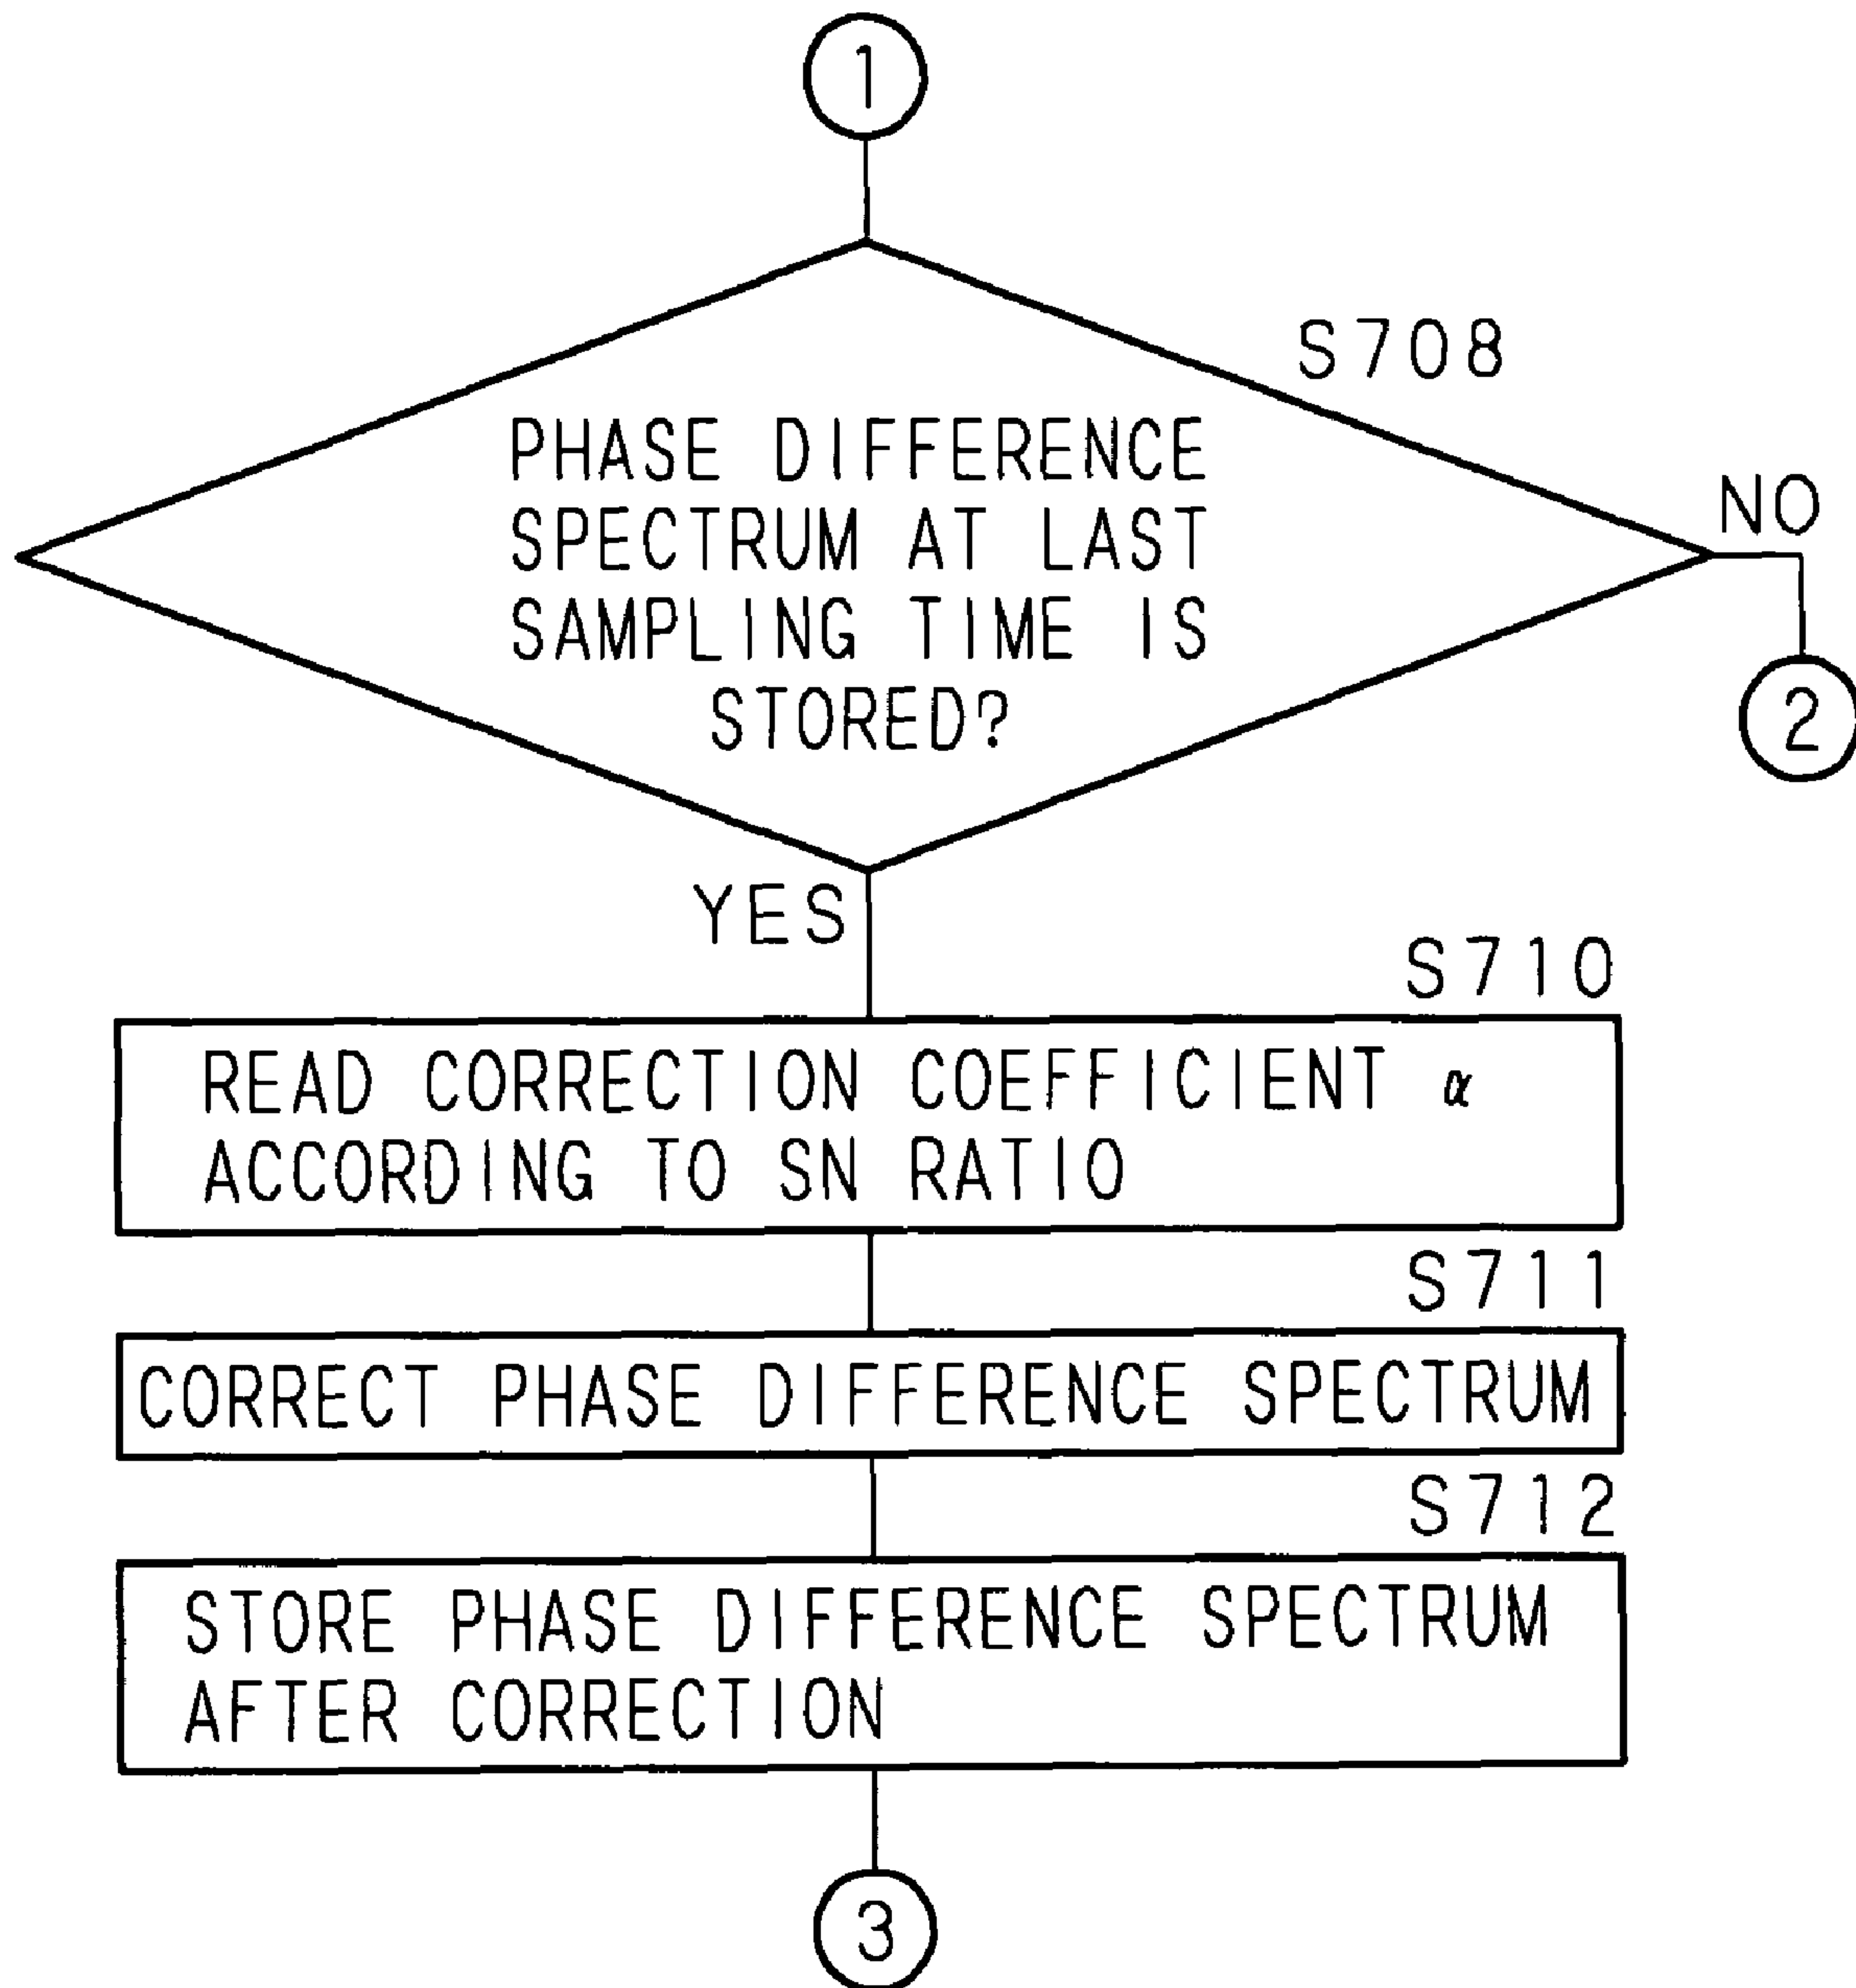 1
S708
PHASE DIFFERENCE
SPECTRUM AT LAST
SAMPLING TIME IS
STORED?
NO
2
YES
S710
READ CORRECTION COEFFICIENT α
ACCORDING TO SN RATIO
S711
CORRECT PHASE DIFFERENCE SPECTRUM
S712
STORE PHASE DIFFERENCE SPECTRUM
AFTER CORRECTION
3